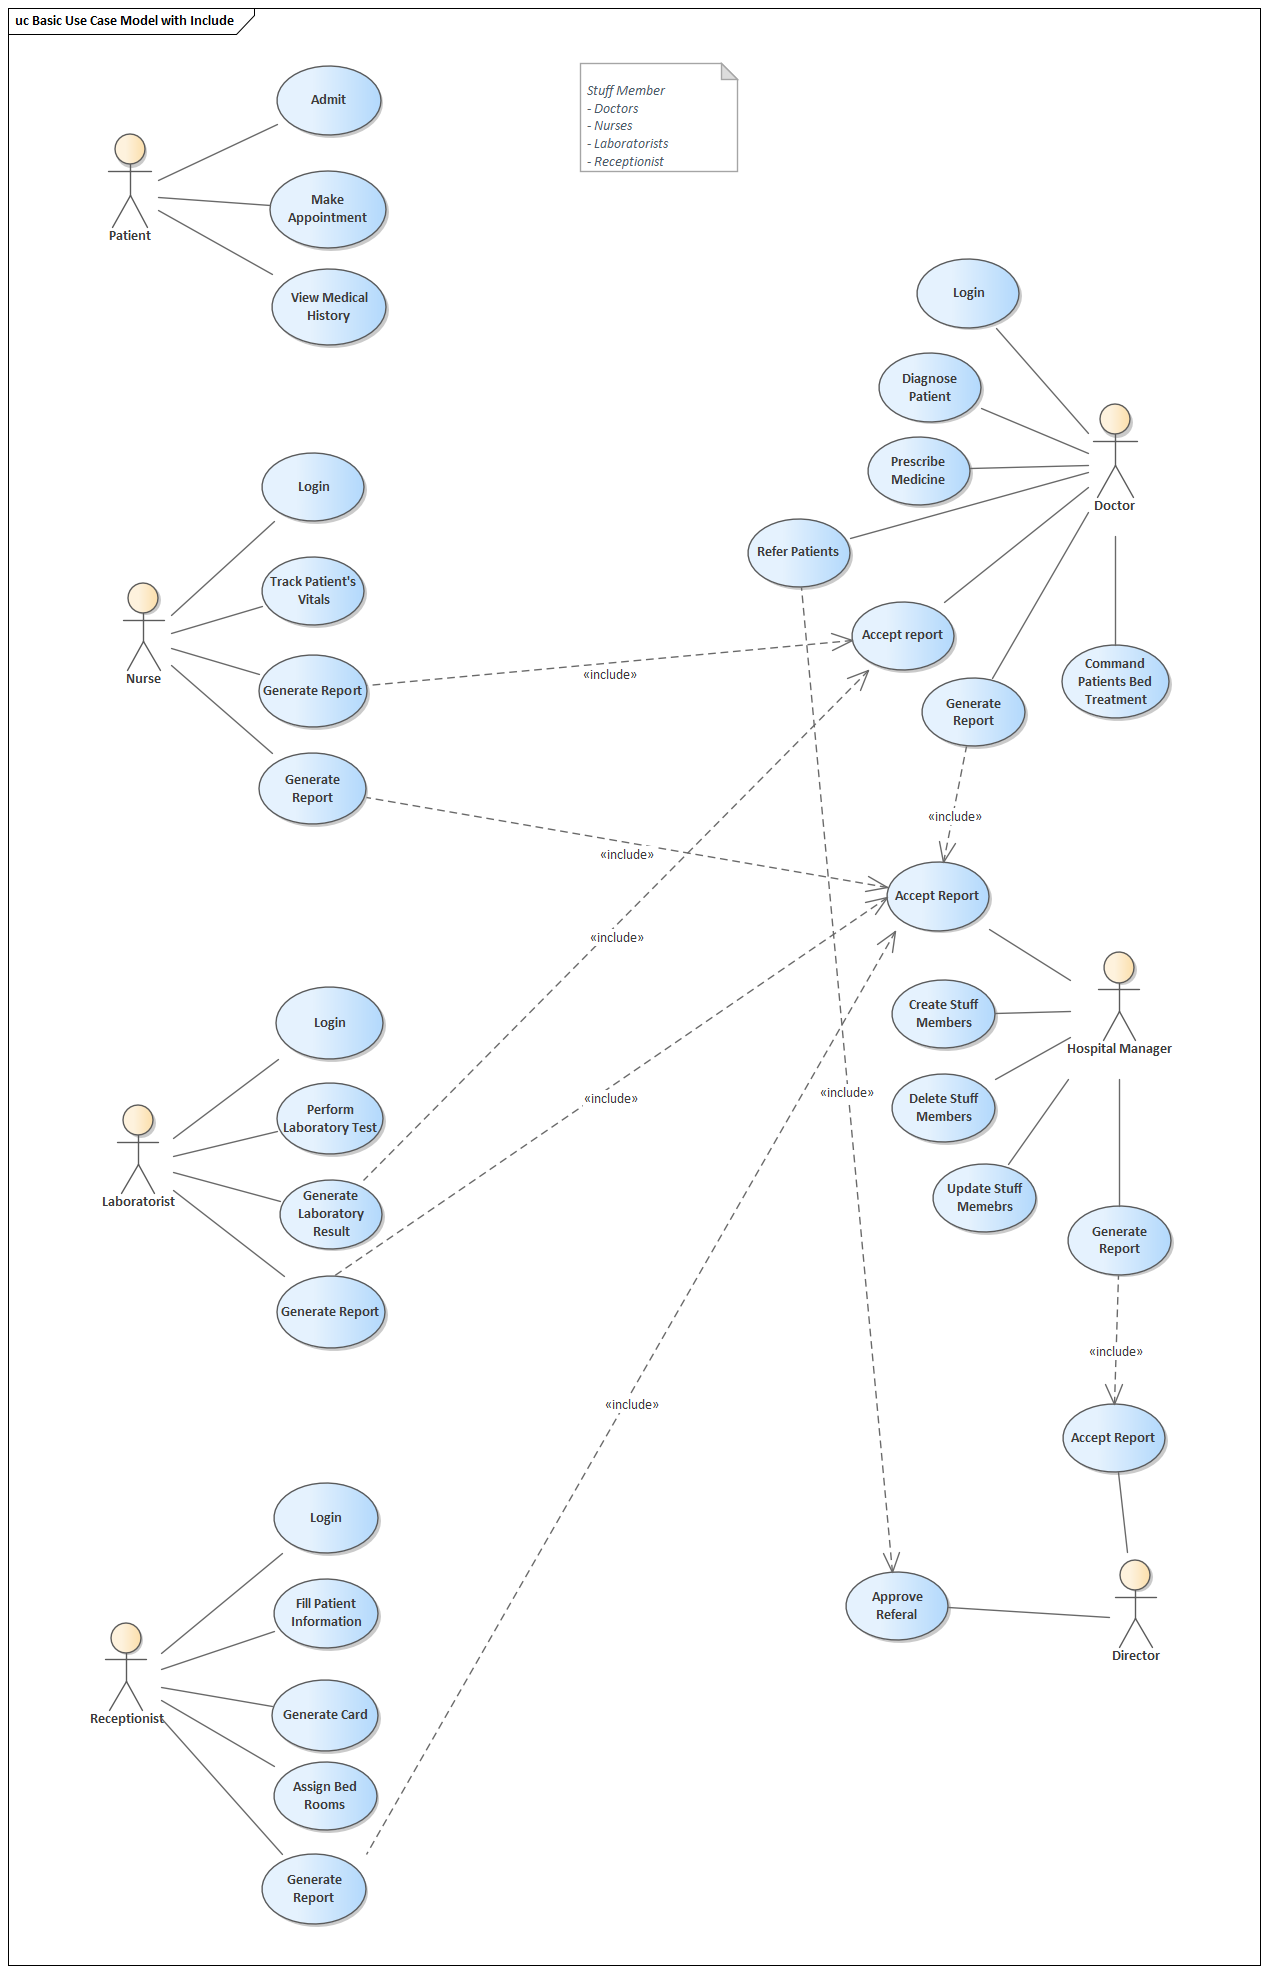 uc Basic Use Case Model with Include
Admit
Make
Appointment
View Medical
History
Patient
Stuff Member
- Doctors
- Nurses
- Laboratorists
- Receptionist
Login
Diagnose
Patient
Prescribe
Medicine
Refer Patients
Accept report
Generate
Report
Command
Patients Bed
Treatment
Doctor
Login
Track Patient's
Vitals
Generate Report
Generate
Report
Nurse
«include»
«include»
«include»
«include»
Accept Report
Create Stuff
Members
Delete Stuff
Members
Update Stuff
Memebrs
Generate
Report
Hospital Manager
Login
Perform
Laboratory Test
Generate
Laboratory
Result
Generate Report
Laboratorist
«include»
«include»
«include»
«include»
Accept Report
Approve
Referal
Director
Login
Fill Patient
Information
Generate Card
Assign Bed
Rooms
Generate
Report
Receptionist